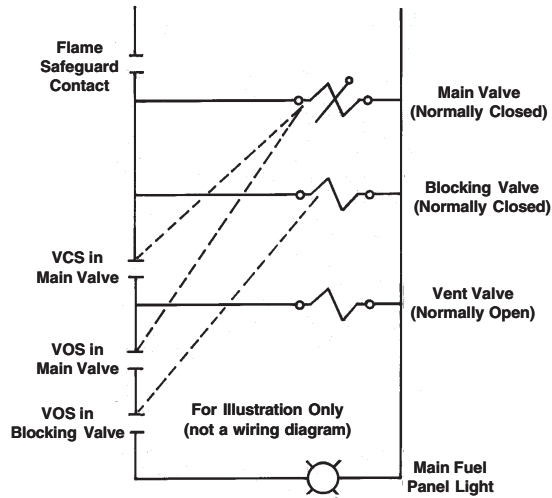 Flame
Safeguard
Contact
Main Valve
(Normally Closed)
Blocking Valve
(Normally Closed)
VCS in
Main Valve
Vent Valve
(Normally Open)
VOS in
Main Valve
VOS in
Blocking Valve
For Illustration Only
(not a wiring diagram)
Main Fuel
Panel Light